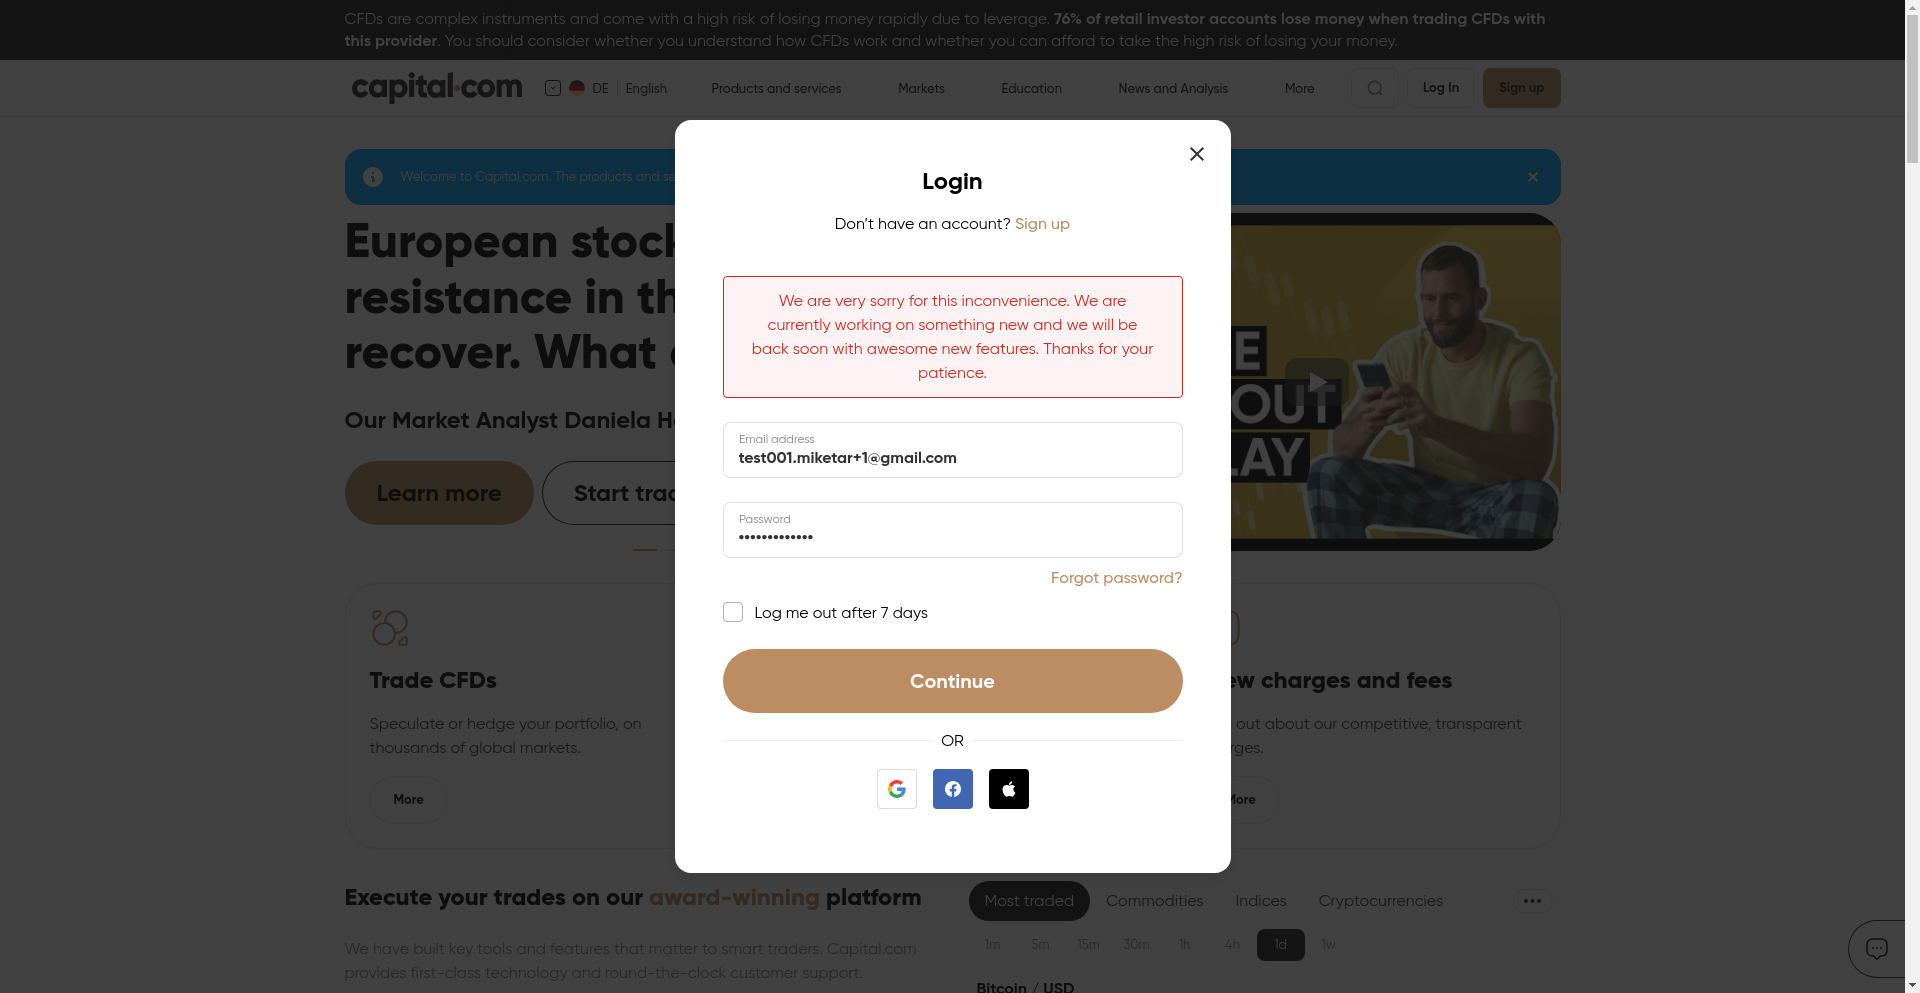 CFDs are complex instruments and come with a high risk of losing money rapidly due to leverage. 76% of retail investor accounts lose money when trading CFDs with
this provider. You should consider whether you understand how CFDs work and whether you can afford to take the high risk of losing your money.
capital.com
DE | English
Products and services
Markets
Education
News and Analysis
More
Log In
Sign up
Welcome to Capital.com. The products and se
European stock
resistance in th
recover. What
Our Market Analyst Daniela H
Learn more
Start trad
E
OUT
LAY
Login
Don't have an account? Sign up
We are very sorry for this inconvenience. We are
currently working on something new and we will be
back soon with awesome new features. Thanks for your
patience.
Email address
test001.miketar+1@gmail.com
Password
•••••••••••••
Forgot password?
Log me out after 7 days
Continue
OR
Trade CFDs
Speculate or hedge your portfolio, on
thousands of global markets.
More
ew charges and fees
out about our competitive, transparent
rges.
More
Execute your trades on our award-winning platform
We have built key tools and features that matter to smart traders. Capital.com
provides first-class technology and round-the-clock customer support.
Most traded
Commodities
Indices
Cryptocurrencies
1m
5m
15m
30m
1h
4h
1d
1w
Bitcoin / USD